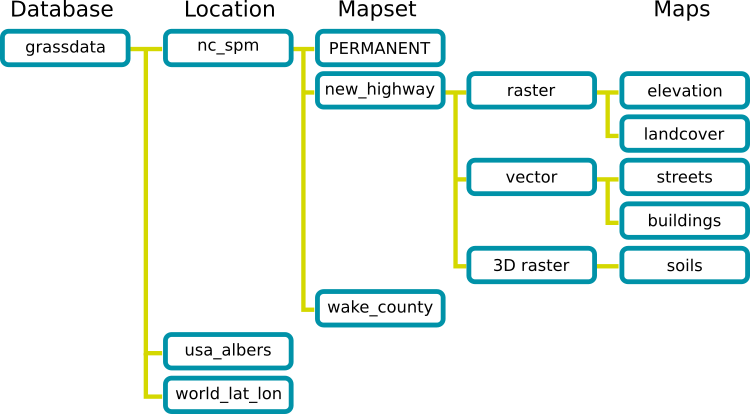 Database Location Mapset Maps
grassdata nc_spm PERMANENT
new_highway raster elevation
landcover
vector streets
buildings
3D raster soils
wake_county
usa_albers
world_lat_lon